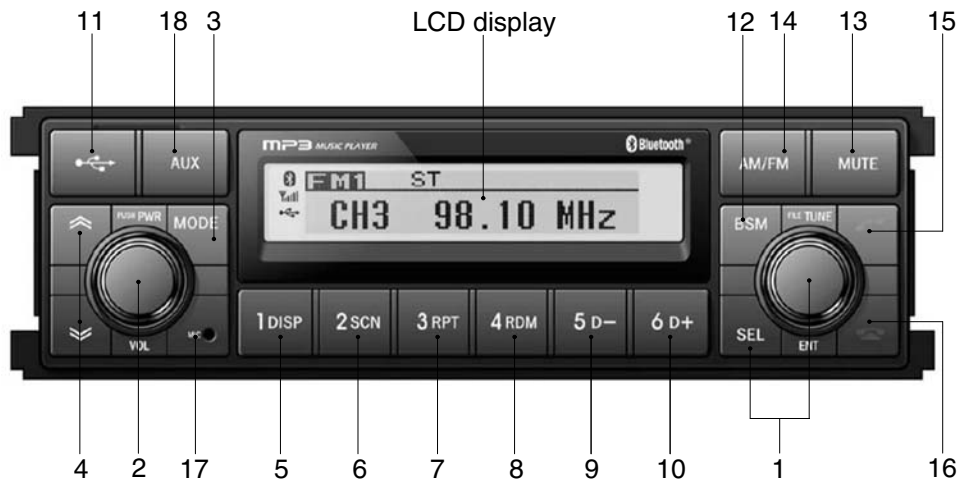 11 18 3 LCD display 12 14 13 15
MP3 MUSIC PLAYER Bluetooth®
AUX AM/FM MUTE
FM1 ST
CH3 98.10 MHz
PUSH PWR MODE BSM FILE TUNE
1 DISP 2 SCN 3 RPT 4 RDM 5 D− 6 D+
VOL MIC SEL ENT
4 2 17 5 6 7 8 9 10 1 16